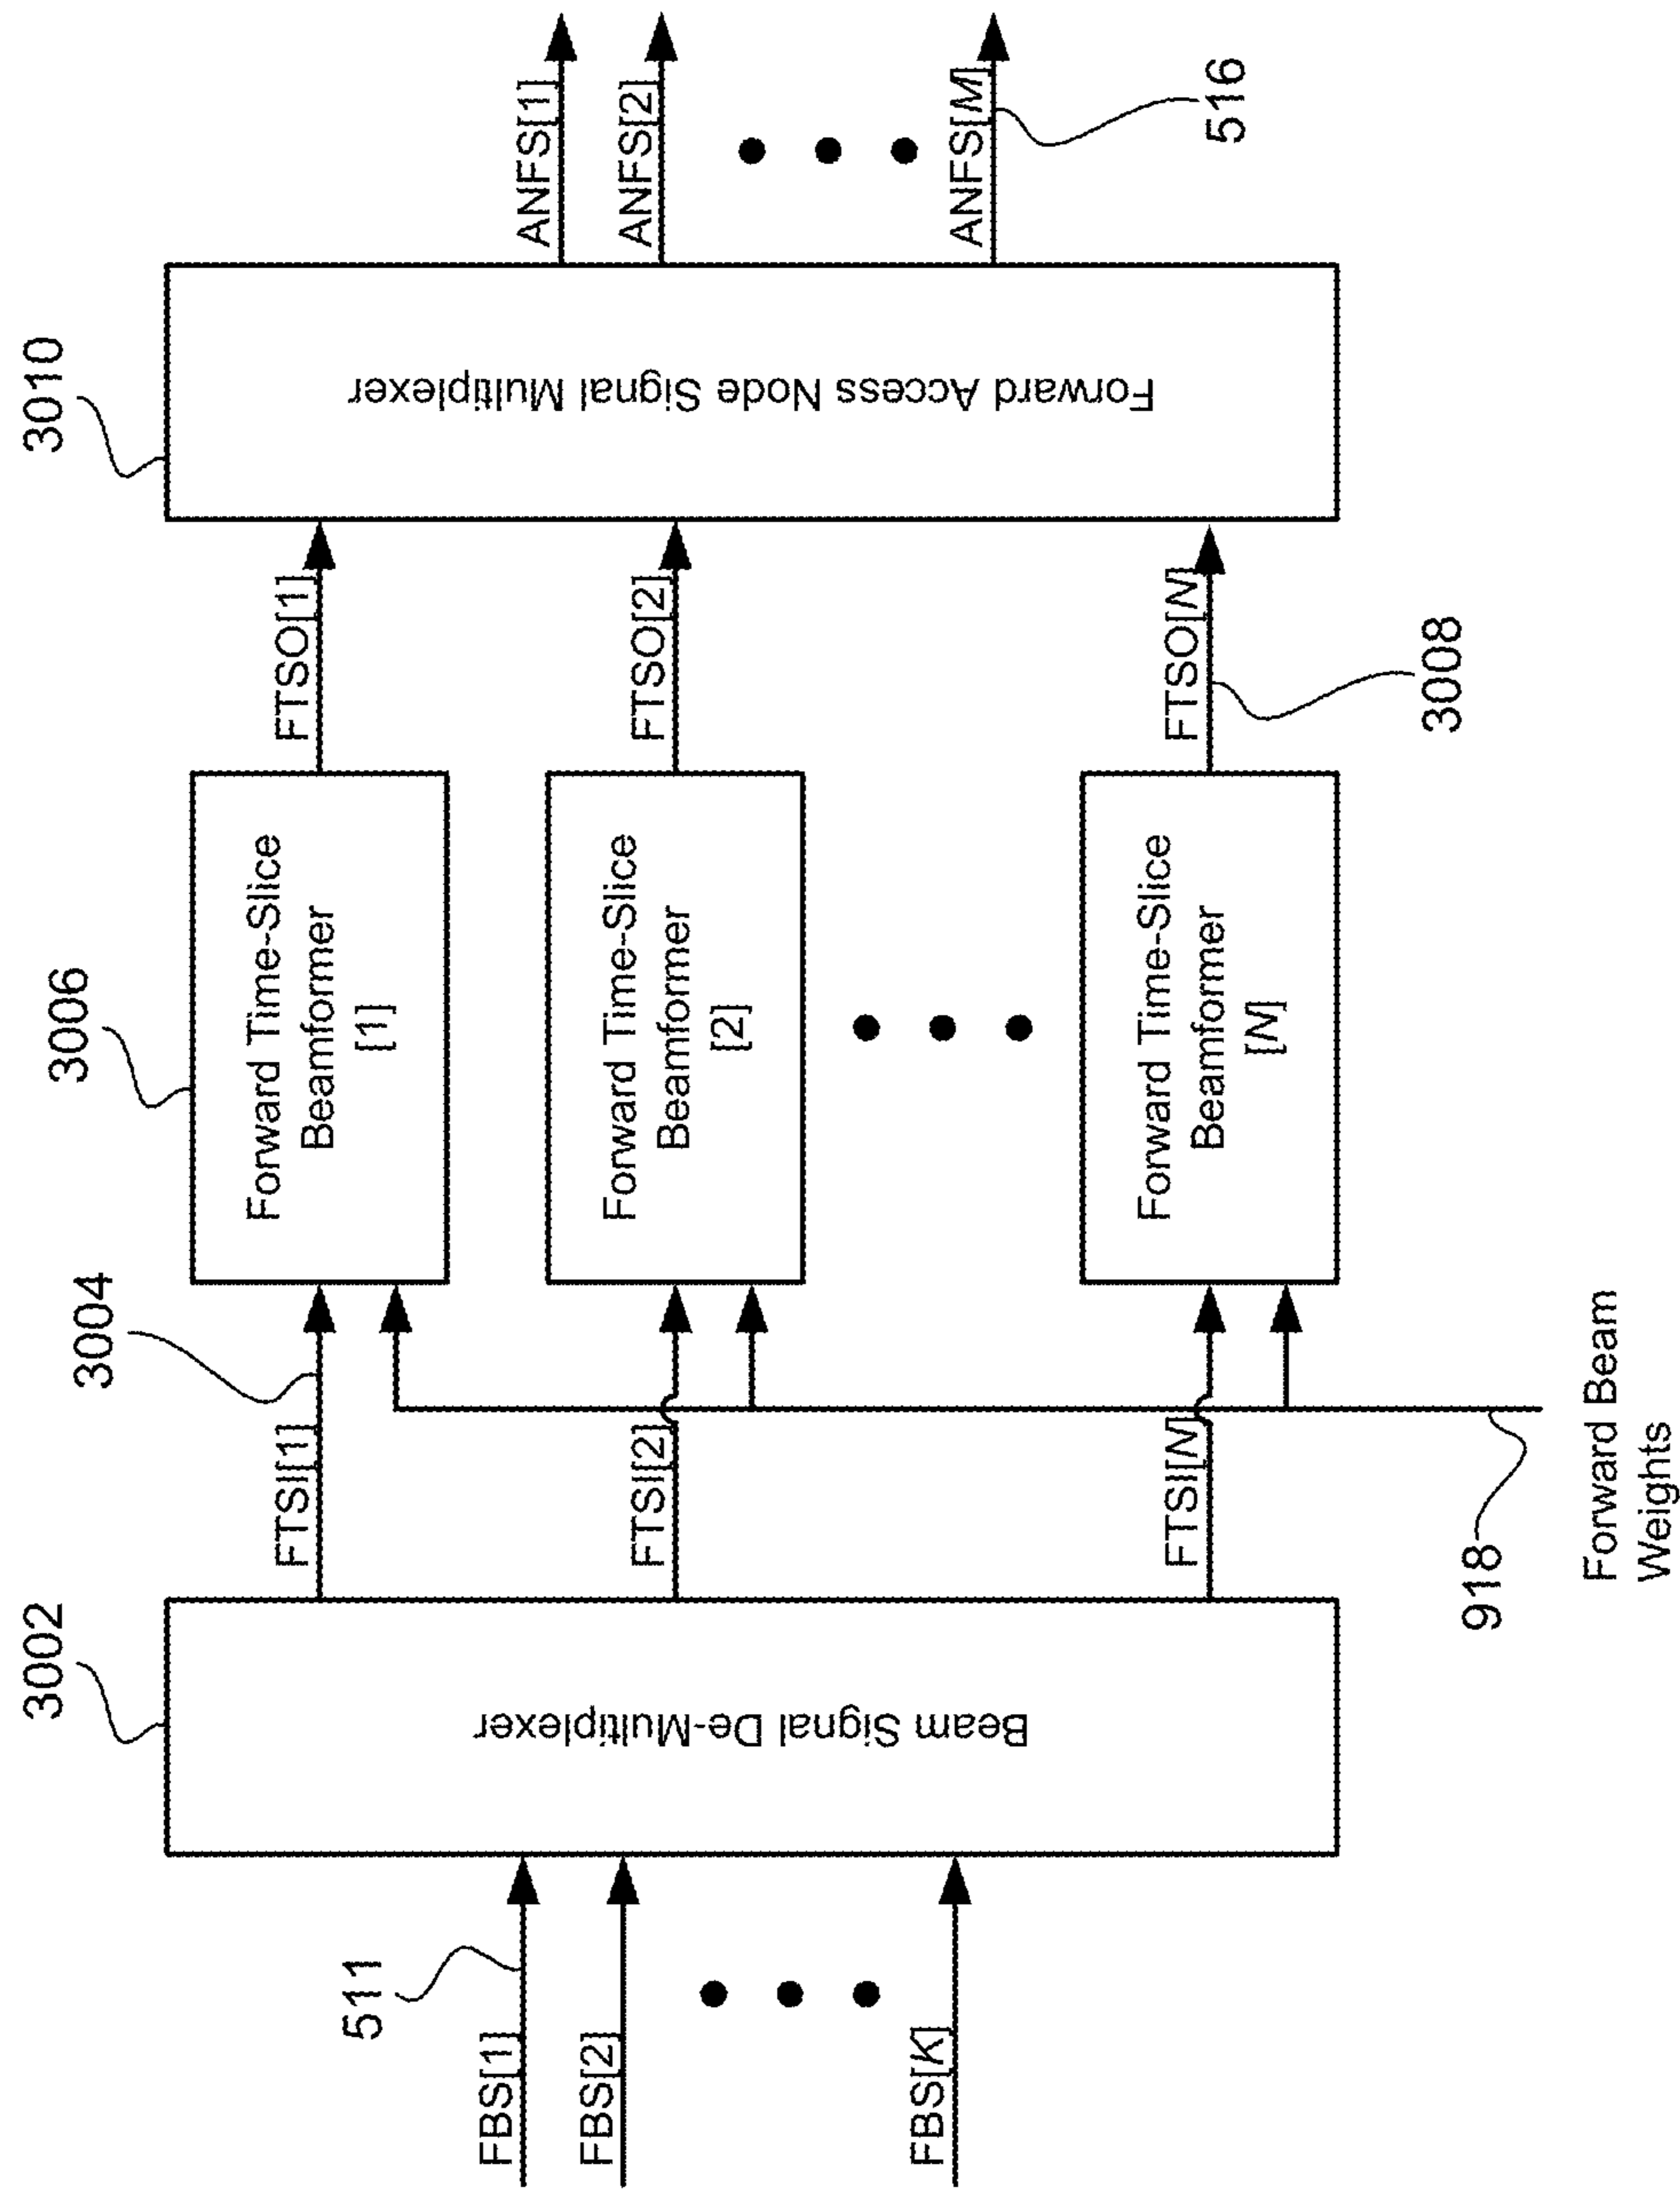 3002
3004
3006
3010
511
FBS[1]
FBS[2]
FBS[K]
Beam Signal De-Multiplexer
FTSI[1]
FTSI[2]
FTSI[N]
918
Forward Beam
Weights
Forward Time-Slice
Beamformer
[1]
Forward Time-Slice
Beamformer
[2]
Forward Time-Slice
Beamformer
[N]
FTSO[1]
FTSO[2]
FTSO[N]
3008
Forward Access Node Signal Multiplexer
ANFS[1]
ANFS[2]
ANFS[M]
516